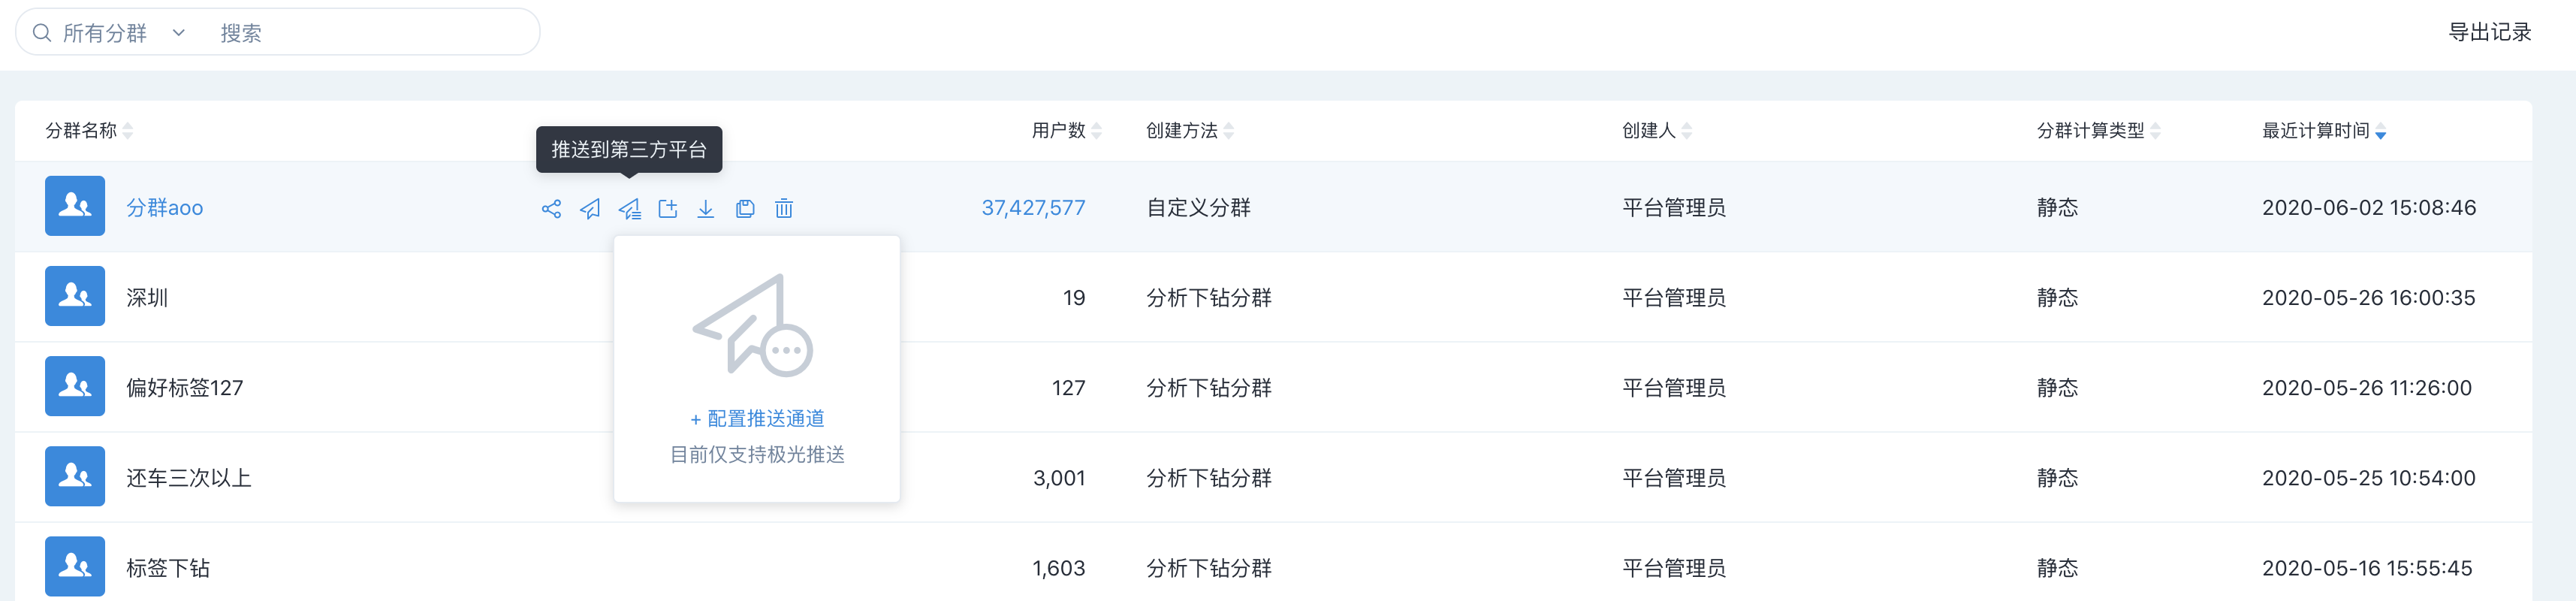 所有分群 搜索 导出记录
分群名称 用户数 创建方法 创建人 分群计算类型 最近计算时间
推送到第三方平台
分群aoo 37,427,577 自定义分群 平台管理员 静态 2020-06-02 15:08:46
深圳 19 分析下钻分群 平台管理员 静态 2020-05-26 16:00:35
偏好标签127 127 分析下钻分群 平台管理员 静态 2020-05-26 11:26:00
+ 配置推送通道
目前仅支持极光推送
还车三次以上 3,001 分析下钻分群 平台管理员 静态 2020-05-25 10:54:00
标签下钻 1,603 分析下钻分群 平台管理员 静态 2020-05-16 15:55:45